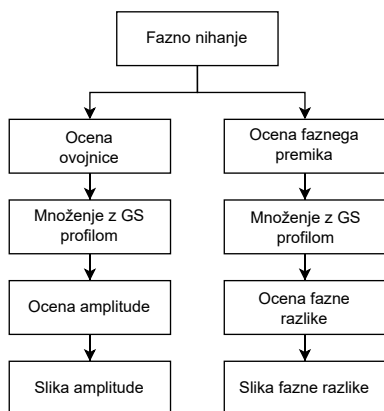 Fazno nihanje
Ocena
ovojnice
Množenje z GS
profilom
Ocena amplitude
Slika amplitude
Ocena faznega
premika
Množenje z GS
profilom
Ocena fazne
razlike
Slika fazne razlike